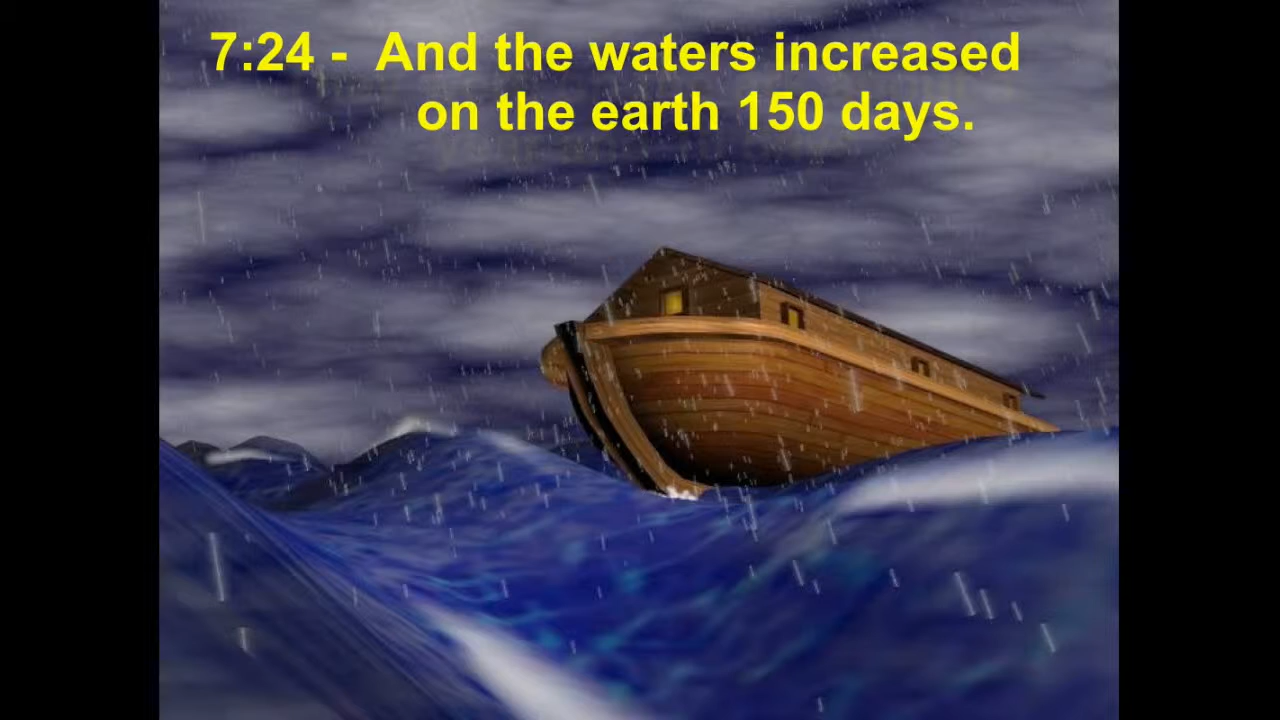 7:24 - And the waters increased
on the earth 150 days.